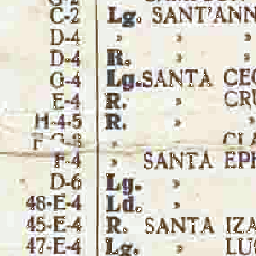 C-2 Lg. SANT'ANN
D-4 » » »
D-4 R. » »
C-4 Lg. SANTA CEC
E-4 R. » CRU
H-4-5 R. » »
F-4 » SANTA EPH
D-6 Lg. »
48-E-4 Ld. »
45-E-4 R. SANTA IZA
47-E-4 Lg. » LU